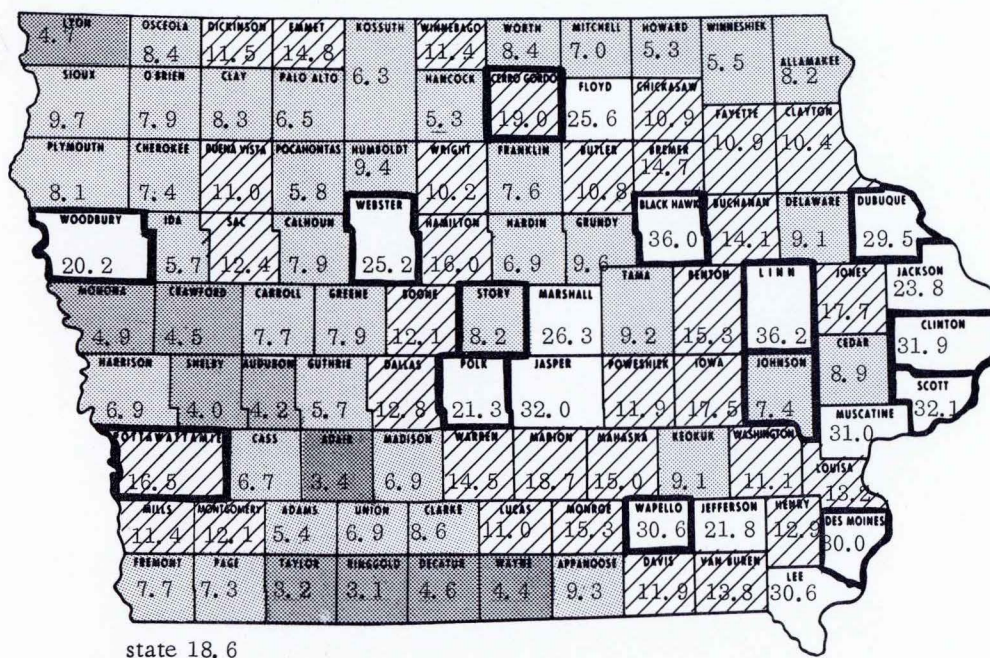 LYON
4.7
OSCEOLA
8.4
DICKINSON
11.5
EMMET
14.8
KOSSUTH
6.3
WINNEBAGO
11.4
WORTH
8.4
MITCHELL
7.0
HOWARD
5.3
WINNESHIEK
5.5
ALLAMAKEE
8.2
SIOUX
9.7
O BRIEN
7.9
CLAY
8.3
PALO ALTO
6.5
HANCOCK
5.3
CERRO GORDO
19.0
FLOYD
25.6
CHICKASAW
10.9
FAYETTE
10.9
CLAYTON
10.4
PLYMOUTH
8.1
CHEROKEE
7.4
BUENA VISTA
11.0
POCAHONTAS
5.8
HUMBOLDT
9.4
WRIGHT
10.2
FRANKLIN
7.6
BUTLER
10.8
BREMER
14.7
WOODBURY
20.2
IDA
5.7
SAC
12.4
CALHOUN
7.9
WEBSTER
25.2
HAMILTON
16.0
HARDIN
6.9
GRUNDY
9.6
BLACK HAWK
36.0
BUCHANAN
14.1
DELAWARE
9.1
DUBUQUE
29.5
MONONA
4.9
CRAWFORD
4.5
CARROLL
7.7
GREENE
7.9
BOONE
12.1
STORY
8.2
MARSHALL
26.3
TAMA
9.2
BENTON
15.3
LINN
36.2
JONES
17.7
JACKSON
23.8
CLINTON
31.9
CEDAR
8.9
SCOTT
32.1
HARRISON
6.9
SHELBY
4.0
AUDUBON
4.2
GUTHRIE
5.7
DALLAS
12.8
POLK
21.3
JASPER
32.0
POWESHIEK
11.9
IOWA
17.5
JOHNSON
7.4
MUSCATINE
31.0
POTTAWATTAMIE
16.5
CASS
6.7
ADAIR
3.4
MADISON
6.9
WARREN
14.5
MARION
18.7
MAHASKA
15.0
KEOKUK
9.1
WASHINGTON
11.1
LOUISA
13.2
MILLS
11.4
MONTGOMERY
12.1
ADAMS
5.4
UNION
6.9
CLARKE
8.6
LUCAS
11.0
MONROE
15.3
WAPELLO
30.6
JEFFERSON
21.8
HENRY
12.9
DES MOINES
30.0
FREMONT
7.7
PAGE
7.3
TAYLOR
3.2
RINGGOLD
3.1
DECATUR
4.6
WAYNE
4.4
APPANOOSE
9.3
DAVIS
11.9
VAN BUREN
13.8
LEE
30.6
state 18.6